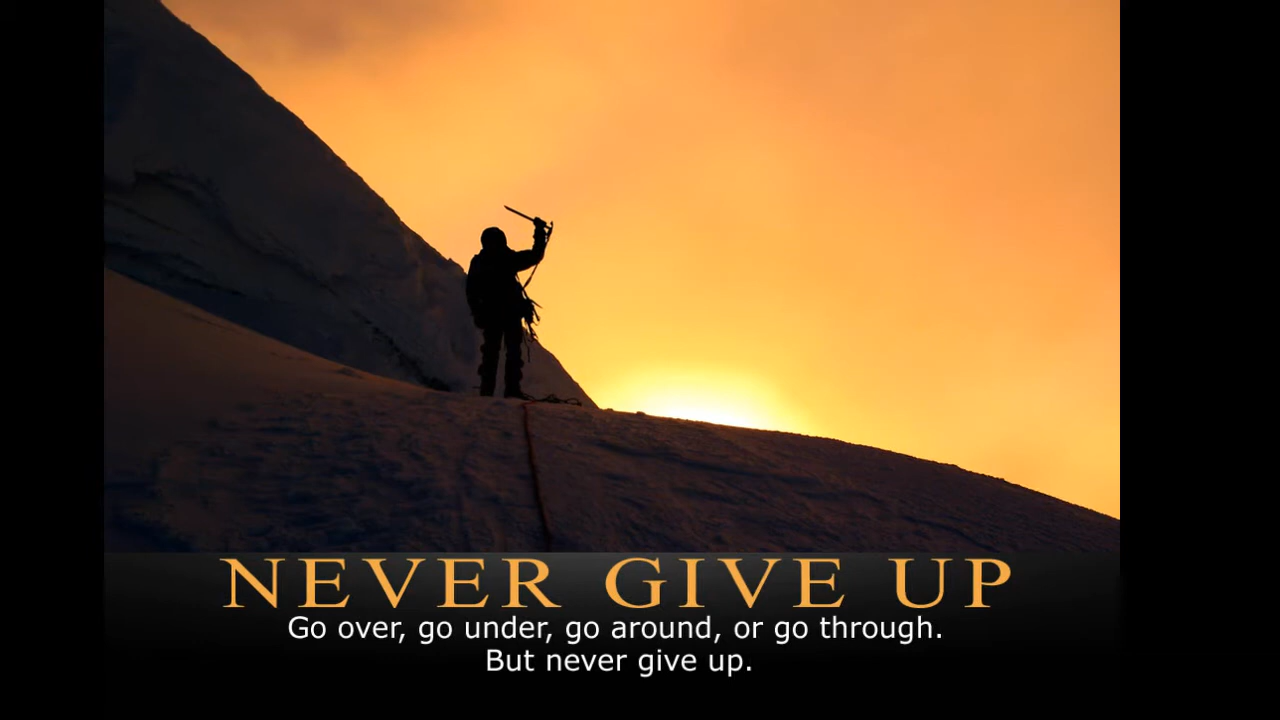 NEVER GIVE UP
Go over, go under, go around, or go through.
But never give up.